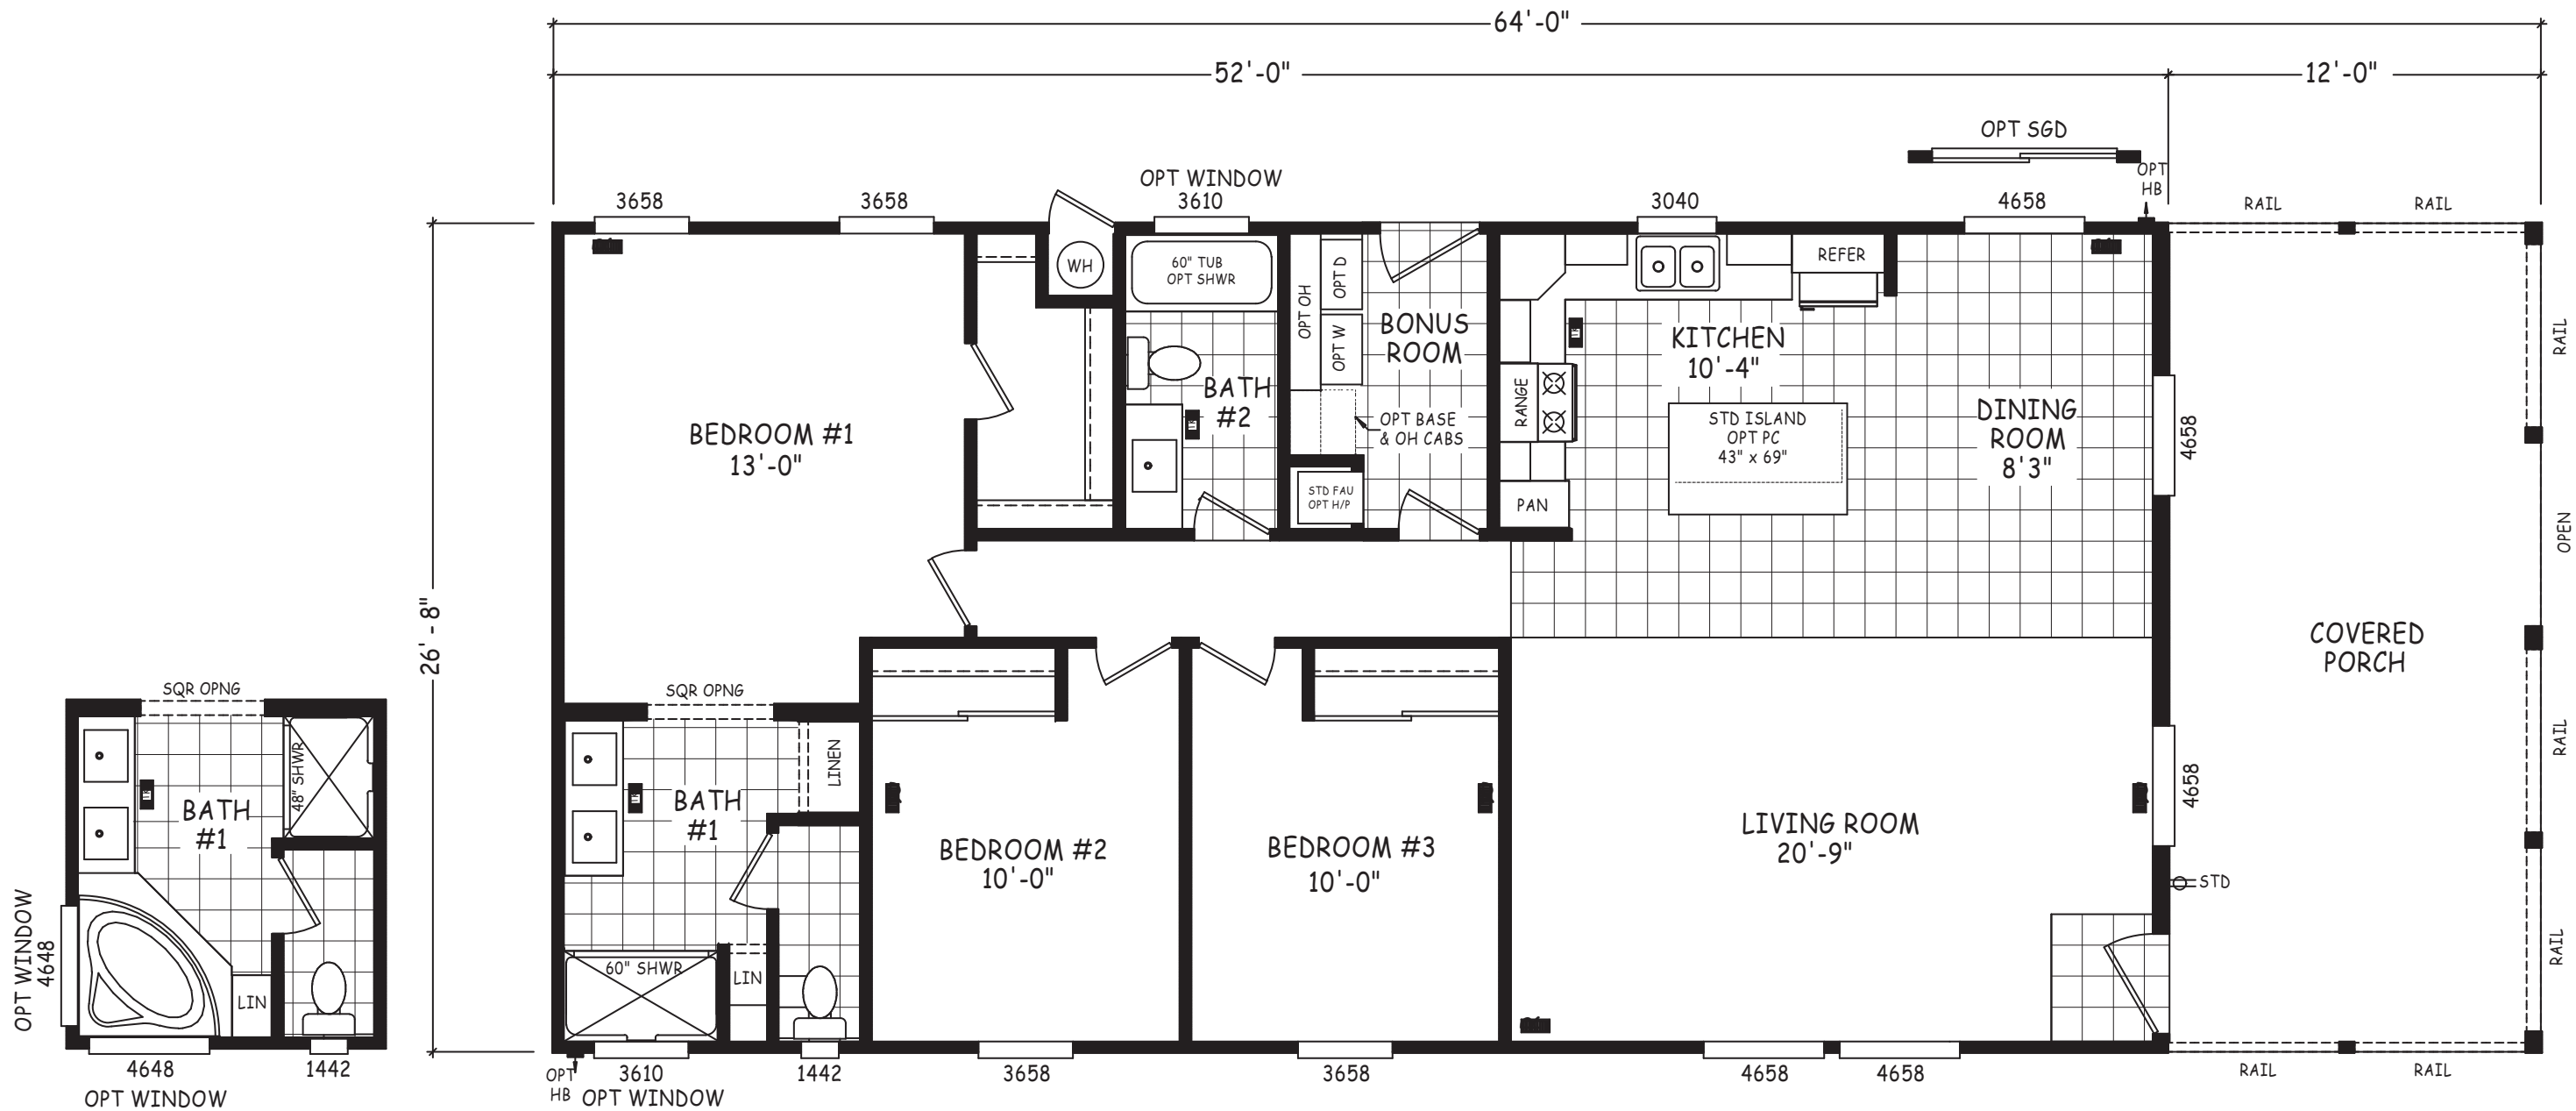 64'-0"
52'-0"
12'-0"
OPT SGD
OPT
HB
OPT WINDOW
3658
3658
3610
3040
4658
RAIL
RAIL
WH
60" TUB
OPT SHWR
OPT OH
OPT D
OPT W
BONUS
ROOM
REFER
KITCHEN
10'-4"
RANGE
BATH
#2
OPT BASE
& OH CABS
STD ISLAND
OPT PC
43" x 69"
DINING
ROOM
8'3"
4658
RAIL
BEDROOM #1
13'-0"
STD FAU
OPT H/P
PAN
OPEN
26'-8"
COVERED
PORCH
SQR OPNG
SQR OPNG
48" SHWR
BATH
#1
LINEN
BATH
#1
BEDROOM #2
10'-0"
BEDROOM #3
10'-0"
LIVING ROOM
20'-9"
4658
RAIL
STD
OPT WINDOW
4648
LIN
60" SHWR
LIN
RAIL
4648
OPT WINDOW
1442
OPT
HB
3610
OPT WINDOW
1442
3658
3658
4658
4658
RAIL
RAIL